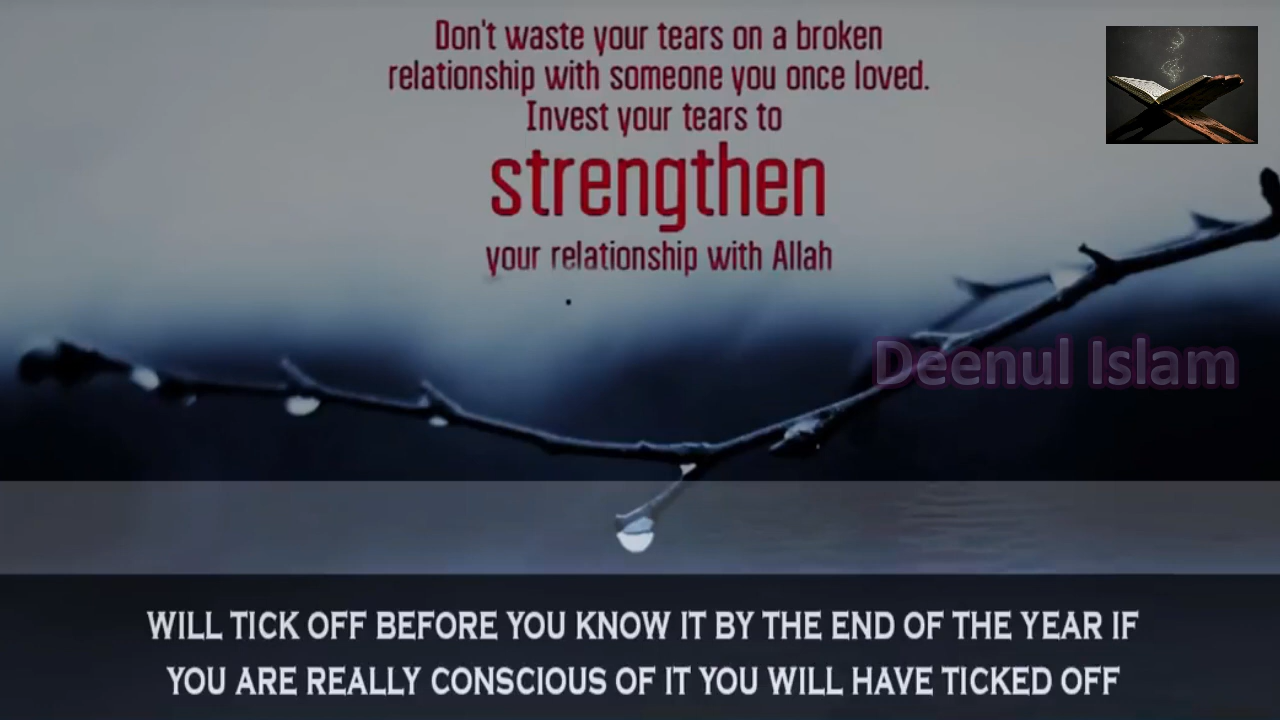 Don't waste your tears on a broken
relationship with someone you once loved.
Invest your tears to
strengthen
your relationship with Allah
Deenul Islam
WILL TICK OFF BEFORE YOU KNOW IT BY THE END OF THE YEAR IF
YOU ARE REALLY CONSCIOUS OF IT YOU WILL HAVE TICKED OFF